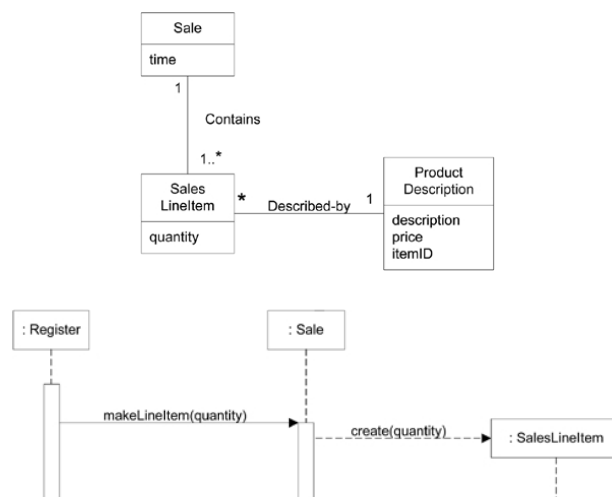 Sale
time
1
Contains
1..*
Sales
LineItem
quantity
*
Described-by
1
Product
Description
description
price
itemID
: Register
: Sale
makeLineItem(quantity)
create(quantity)
: SalesLineItem